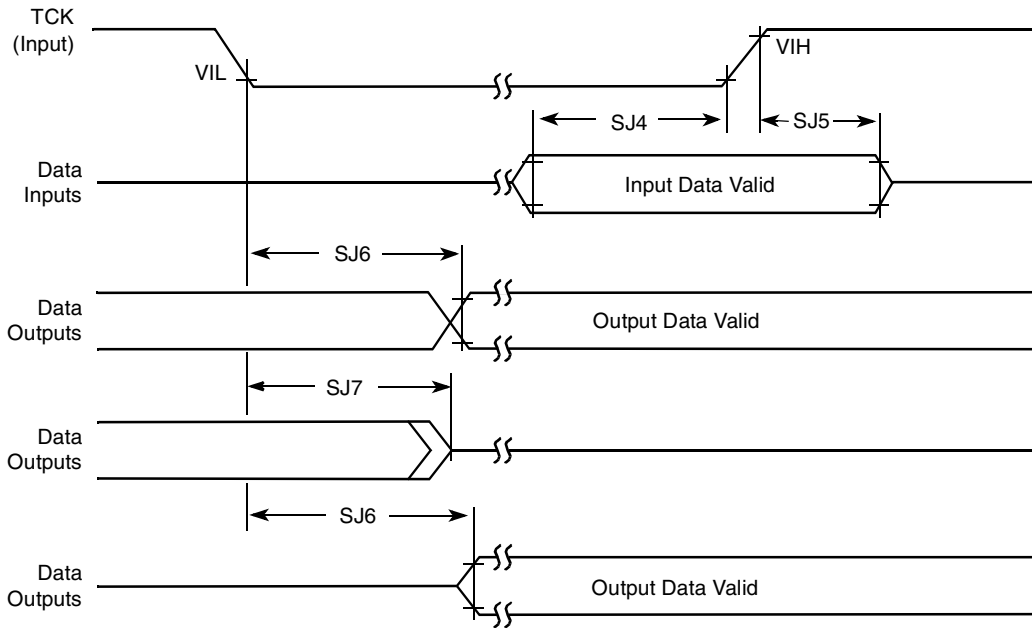 TCK
(Input)
VIL
VIH
SJ4
SJ5
Data
Inputs
Input Data Valid
SJ6
Data
Outputs
Output Data Valid
SJ7
Data
Outputs
SJ6
Data
Outputs
Output Data Valid